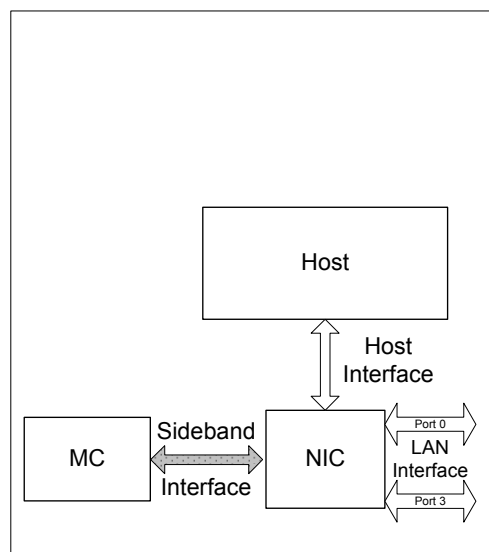 Host
Host
Interface
Sideband
Interface
MC
NIC
Port 0
LAN
Interface
Port 3